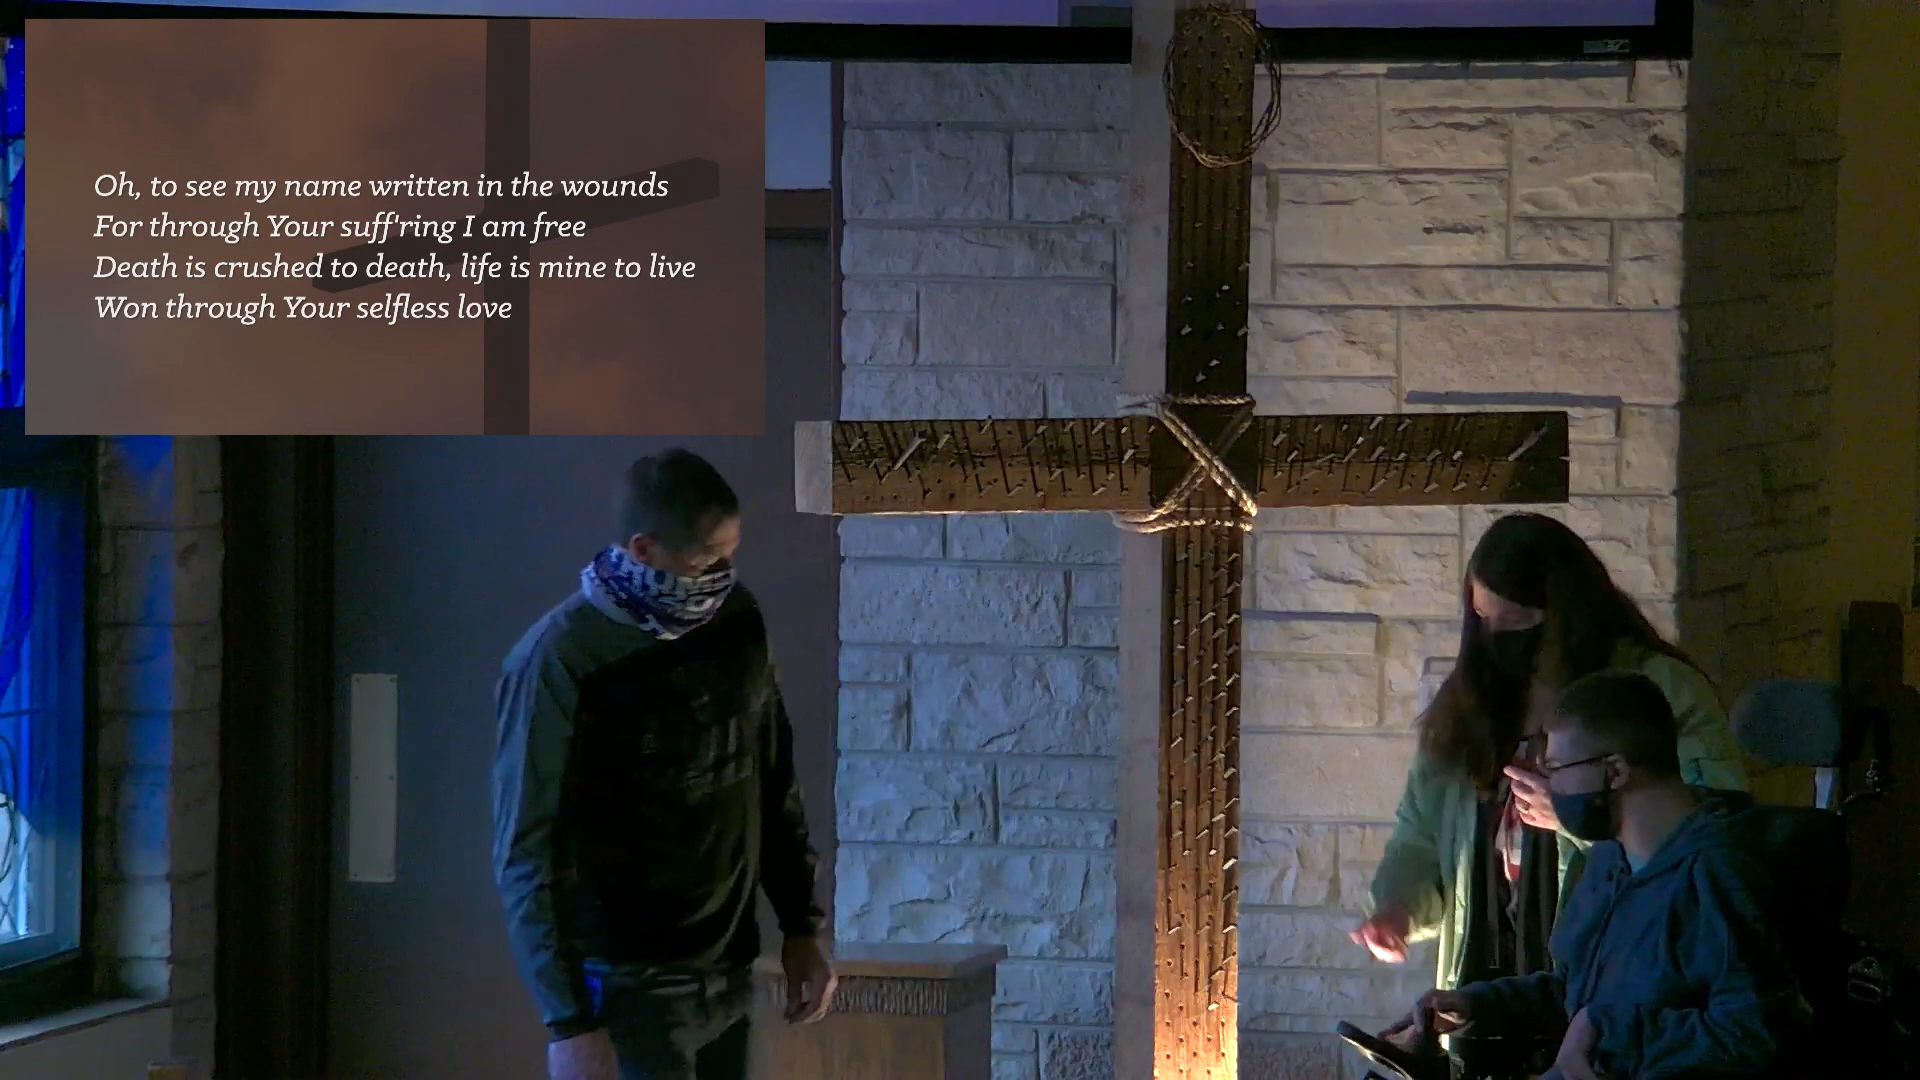 Oh, to see my name written in the wounds
For through Your suff'ring I am free
Death is crushed to death, life is mine to live
Won through Your selfless love